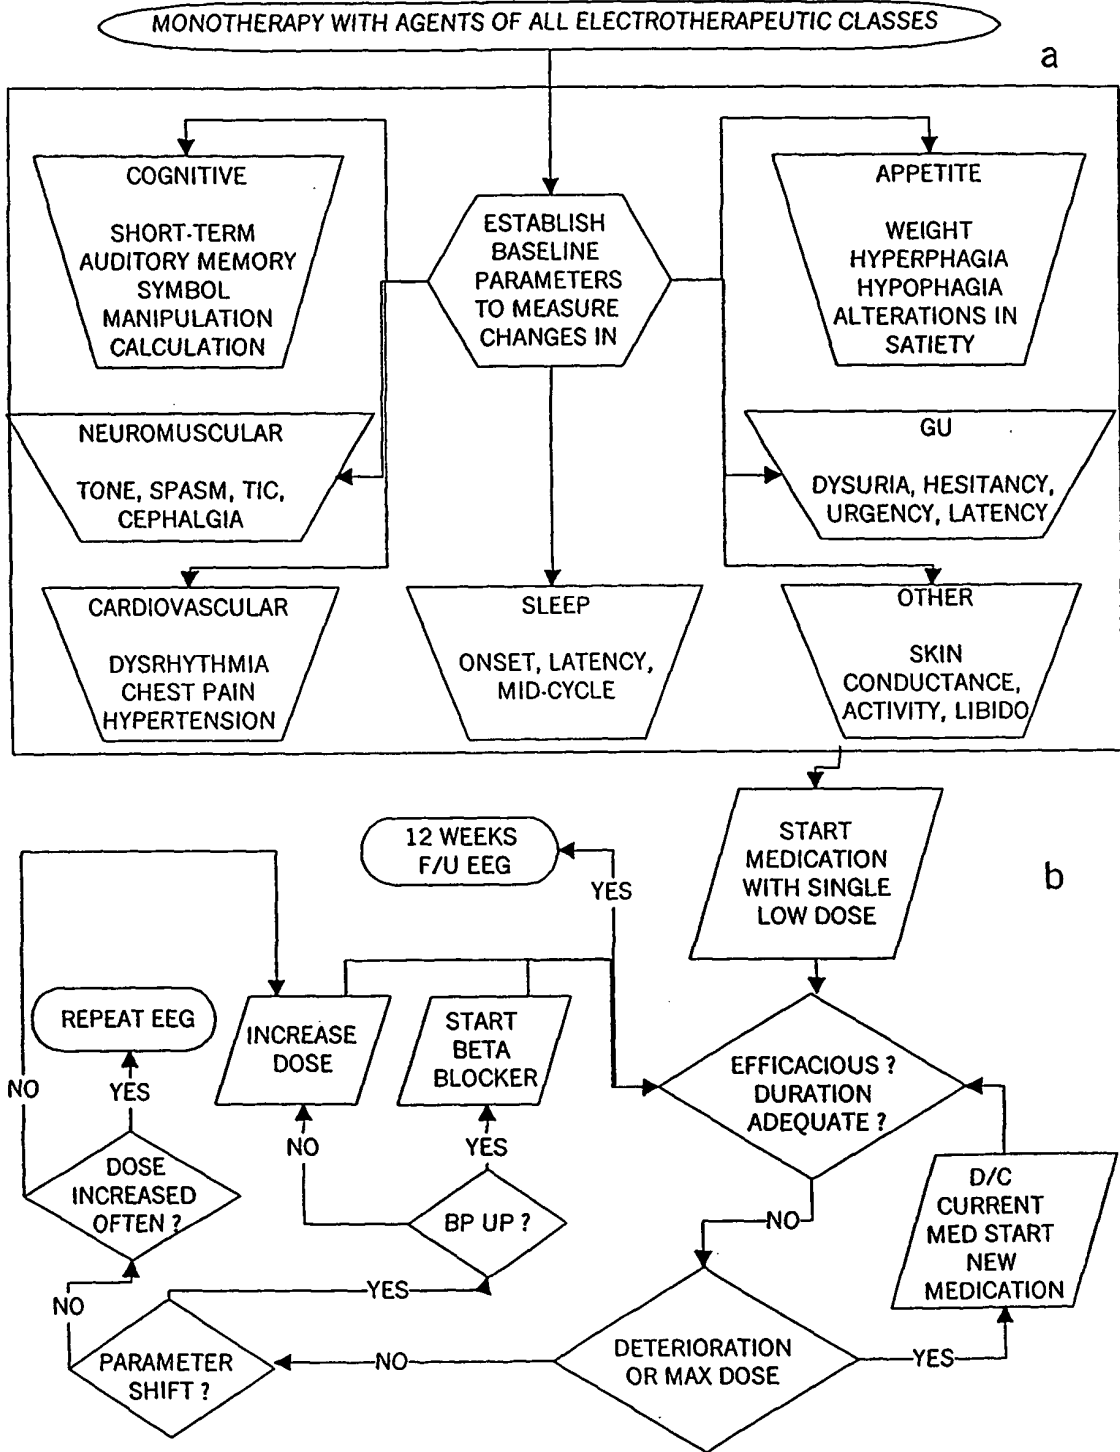 MONOTHERAPY WITH AGENTS OF ALL ELECTROTHERAPEUTIC CLASSES
a
COGNITIVE
SHORT-TERM
AUDITORY MEMORY
SYMBOL
MANIPULATION
CALCULATION
ESTABLISH
BASELINE
PARAMETERS
TO MEASURE
CHANGES IN
APPETITE
WEIGHT
HYPERPHAGIA
HYPOPHAGIA
ALTERATIONS IN
SATIETY
NEUROMUSCULAR
TONE, SPASM, TIC,
CEPHALGIA
GU
DYSURIA, HESITANCY,
URGENCY, LATENCY
CARDIOVASCULAR
DYSRHYTHMIA
CHEST PAIN
HYPERTENSION
SLEEP
ONSET, LATENCY,
MID-CYCLE
OTHER
SKIN
CONDUCTANCE,
ACTIVITY, LIBIDO
b
START
MEDICATION
WITH SINGLE
LOW DOSE
12 WEEKS
F/U EEG
YES
REPEAT EEG
INCREASE
DOSE
START
BETA
BLOCKER
EFFICACIOUS ?
DURATION
ADEQUATE ?
NO
YES
NO
YES
DOSE
INCREASED
OFTEN ?
BP UP ?
NO
D/C
CURRENT
MED START
NEW
MEDICATION
NO
YES
PARAMETER
SHIFT ?
NO
DETERIORATION
OR MAX DOSE
YES